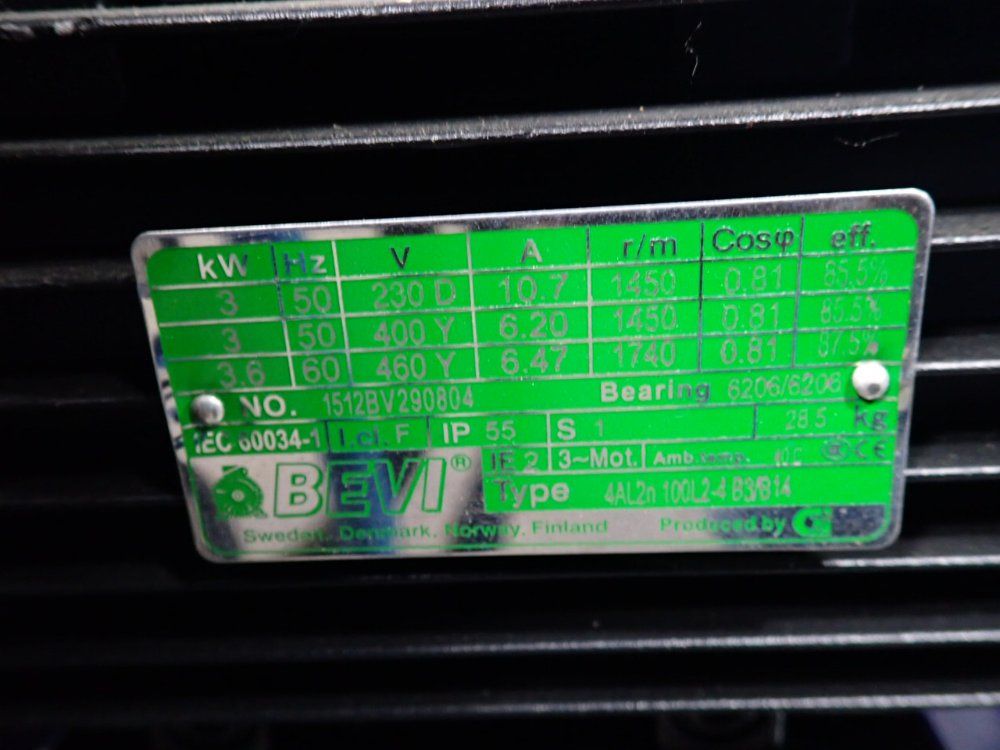 kW Hz V A r/m Cosφ eff.
3 50 230 D 10.7 1450 0.81 85.5%
3 50 400 Y 6.20 1450 0.81 85.5%
3.6 60 460 Y 6.47 1740 0.81 87.5%
NO. 1512BV290804 Bearing 6206/6206
IEC 60034-1 I.cl. F IP 55 S 1 28.5 kg
IE 2 3~Mot. Amb.temp. 40 C CE
BEVI® Type 4AL2n 100L2-4 B3/B14
Sweden, Denmark, Norway, Finland Produced by